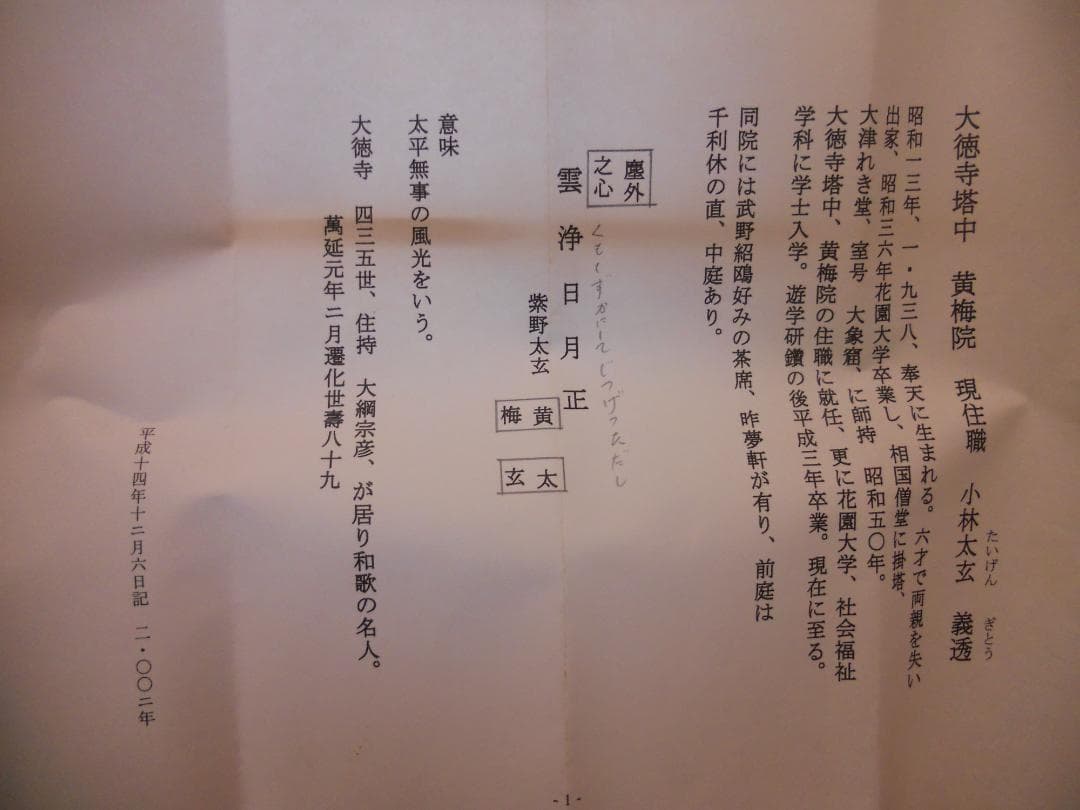 大徳寺塔中　黄梅院　現住職　小林太玄　義透
たいげん　ぎとう
昭和一三年、一・九三八、奉天に生まれる。六才で両親を失い
出家、昭和三六年花園大学卒業し、相国僧堂に掛塔、
大津れき堂、室号　大象窟、に師持　昭和五〇年。
大徳寺塔中、黄梅院の住職に就任、更に花園大学、社会福祉
学科に学士入学。遊学研鑽の後平成三年卒業。現在に至る。
同院には武野紹鴎好みの茶席、昨夢軒が有り、前庭は
千利休の直、中庭あり。
塵外
之心
くもしずかにしてじつげつただし
雲浄日月正
紫野太玄
黄梅
太玄
意味
太平無事の風光をいう。
大徳寺　四三五世、住持　大綱宗彦、が居り和歌の名人。
萬延元年二月遷化世壽八十九
平成十四年十二月六日記　二・〇〇二年
- 1 -